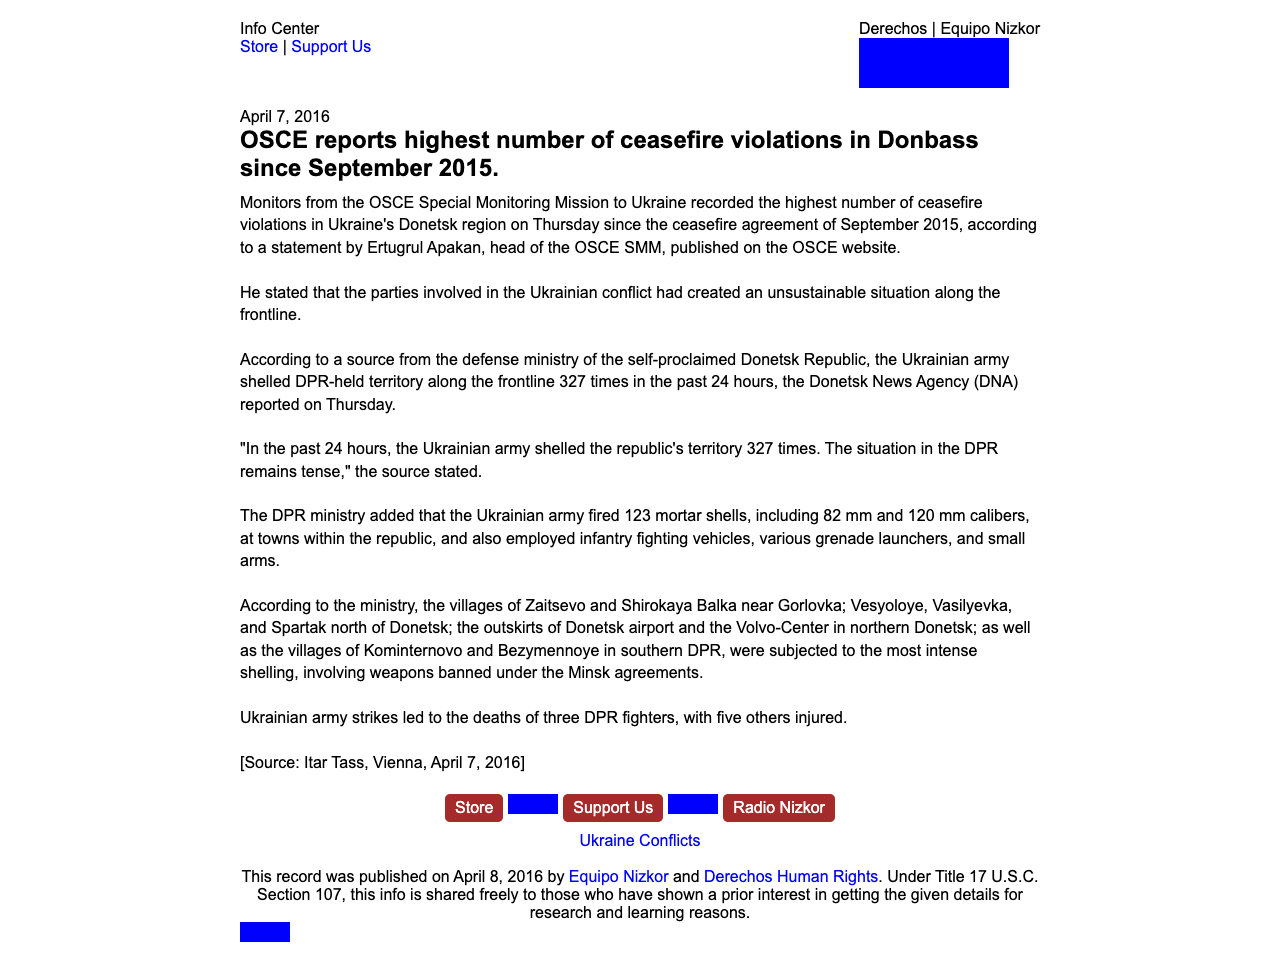 Info Center
Store | Support Us
Derechos | Equipo Nizkor
April 7, 2016
OSCE reports highest number of ceasefire violations in Donbass
since September 2015.
Monitors from the OSCE Special Monitoring Mission to Ukraine recorded the highest number of ceasefire
violations in Ukraine's Donetsk region on Thursday since the ceasefire agreement of September 2015, according
to a statement by Ertugrul Apakan, head of the OSCE SMM, published on the OSCE website.
He stated that the parties involved in the Ukrainian conflict had created an unsustainable situation along the
frontline.
According to a source from the defense ministry of the self-proclaimed Donetsk Republic, the Ukrainian army
shelled DPR-held territory along the frontline 327 times in the past 24 hours, the Donetsk News Agency (DNA)
reported on Thursday.
"In the past 24 hours, the Ukrainian army shelled the republic's territory 327 times. The situation in the DPR
remains tense," the source stated.
The DPR ministry added that the Ukrainian army fired 123 mortar shells, including 82 mm and 120 mm calibers,
at towns within the republic, and also employed infantry fighting vehicles, various grenade launchers, and small
arms.
According to the ministry, the villages of Zaitsevo and Shirokaya Balka near Gorlovka; Vesyoloye, Vasilyevka,
and Spartak north of Donetsk; the outskirts of Donetsk airport and the Volvo-Center in northern Donetsk; as well
as the villages of Kominternovo and Bezymennoye in southern DPR, were subjected to the most intense
shelling, involving weapons banned under the Minsk agreements.
Ukrainian army strikes led to the deaths of three DPR fighters, with five others injured.
[Source: Itar Tass, Vienna, April 7, 2016]
Store Support Us Radio Nizkor
Ukraine Conflicts
This record was published on April 8, 2016 by Equipo Nizkor and Derechos Human Rights. Under Title 17 U.S.C.
Section 107, this info is shared freely to those who have shown a prior interest in getting the given details for
research and learning reasons.